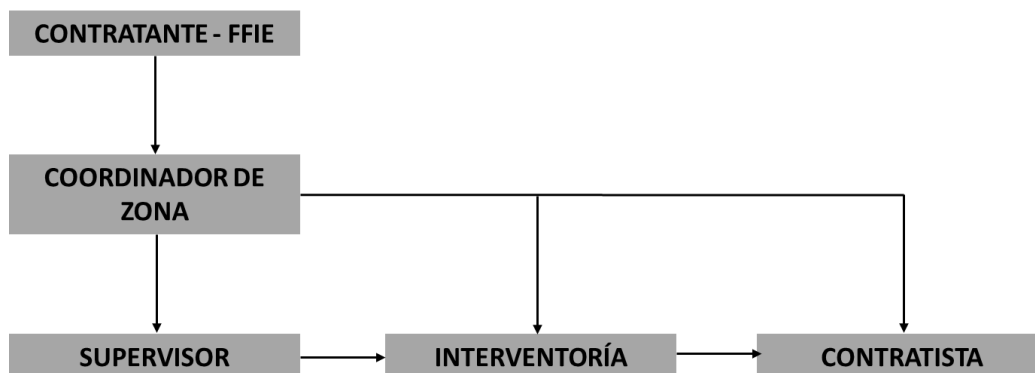 CONTRATANTE - FFIE
COORDINADOR DE
ZONA
SUPERVISOR
INTERVENTORÍA
CONTRATISTA